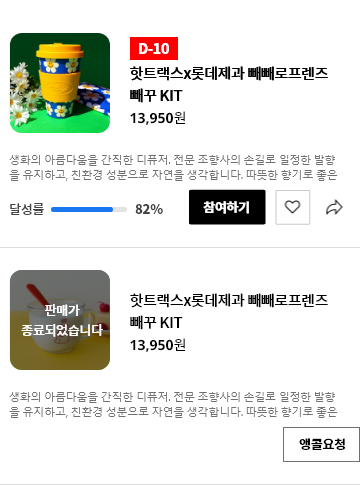 D-10
핫트랙스x롯데제과 빼빼로프렌즈
빼꾸 KIT
13,950원
생화의 아름다움을 간직한 디퓨저. 전문 조향사의 손길로 일정한 발향
을 유지하고, 친환경 성분으로 자연을 생각합니다. 따뜻한 향기로 좋은
달성률
82%
참여하기
판매가
종료되었습니다
핫트랙스x롯데제과 빼빼로프렌즈
빼꾸 KIT
13,950원
생화의 아름다움을 간직한 디퓨저. 전문 조향사의 손길로 일정한 발향
을 유지하고, 친환경 성분으로 자연을 생각합니다. 따뜻한 향기로 좋은
앵콜요청